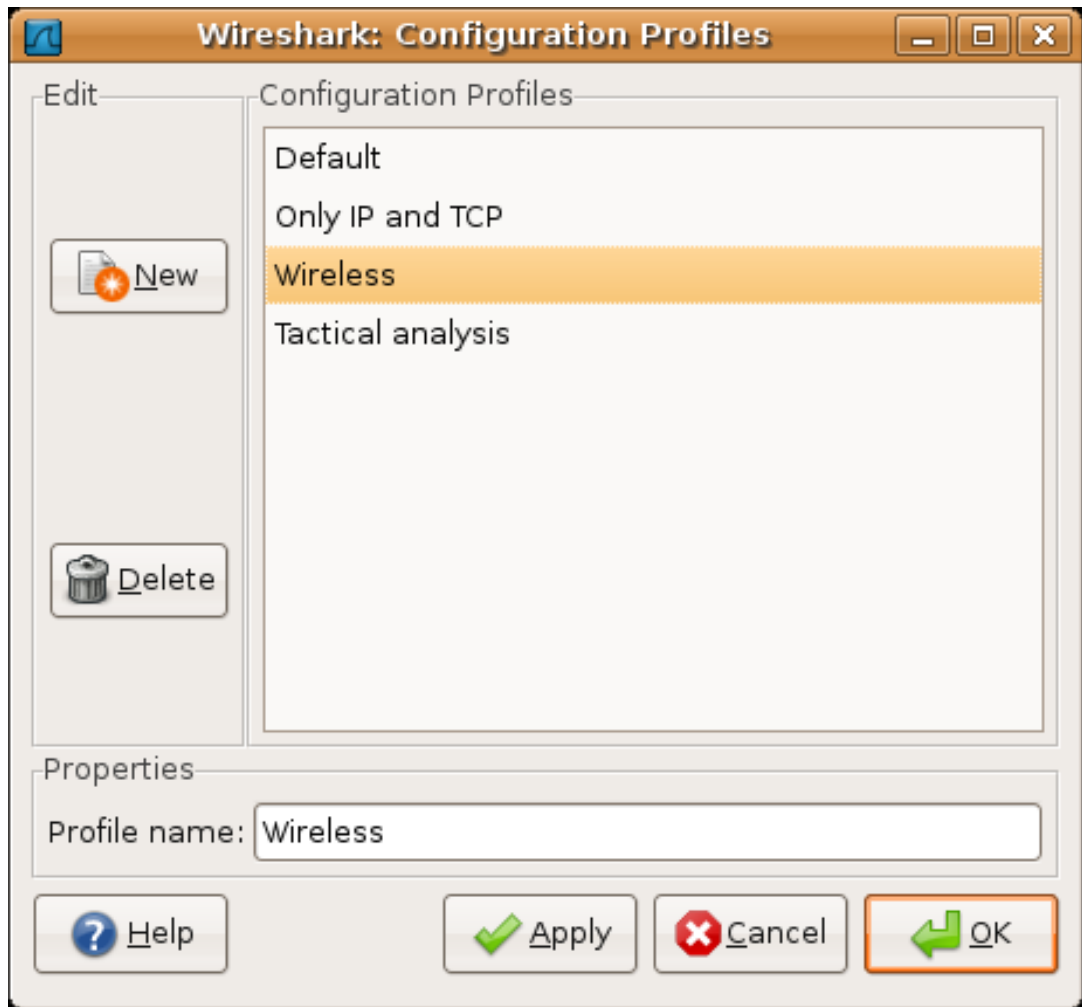 Wireshark: Configuration Profiles
Edit
Configuration Profiles
Default
Only IP and TCP
Wireless
Tactical analysis
New
Delete
Properties
Profile name: Wireless
Help Apply Cancel OK